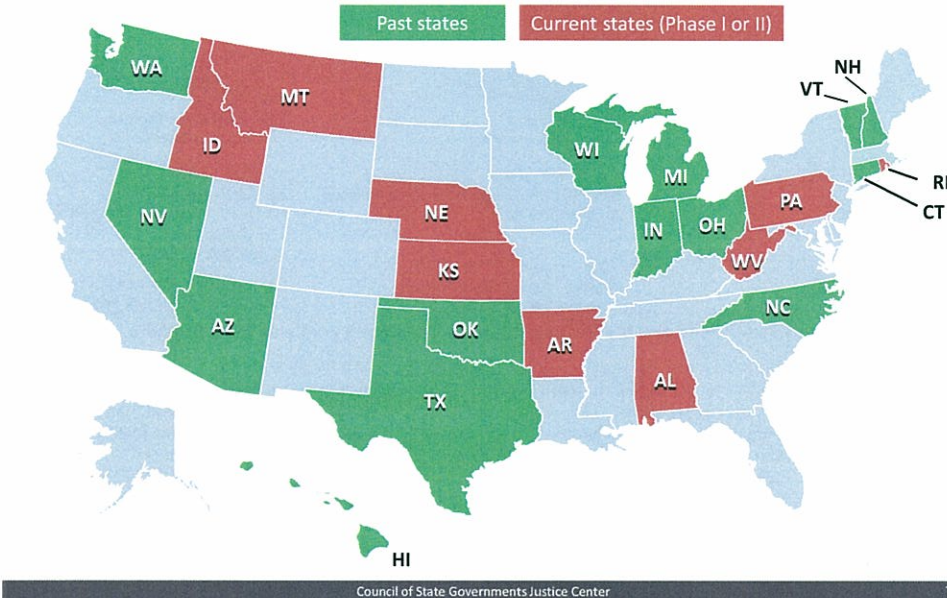 Past states
Current states (Phase I or II)
WA
MT
ID
NV
AZ
NE
KS
OK
TX
WI
MI
IN
OH
PA
WV
NC
AR
AL
VT
NH
RI
CT
HI
Council of State Governments Justice Center